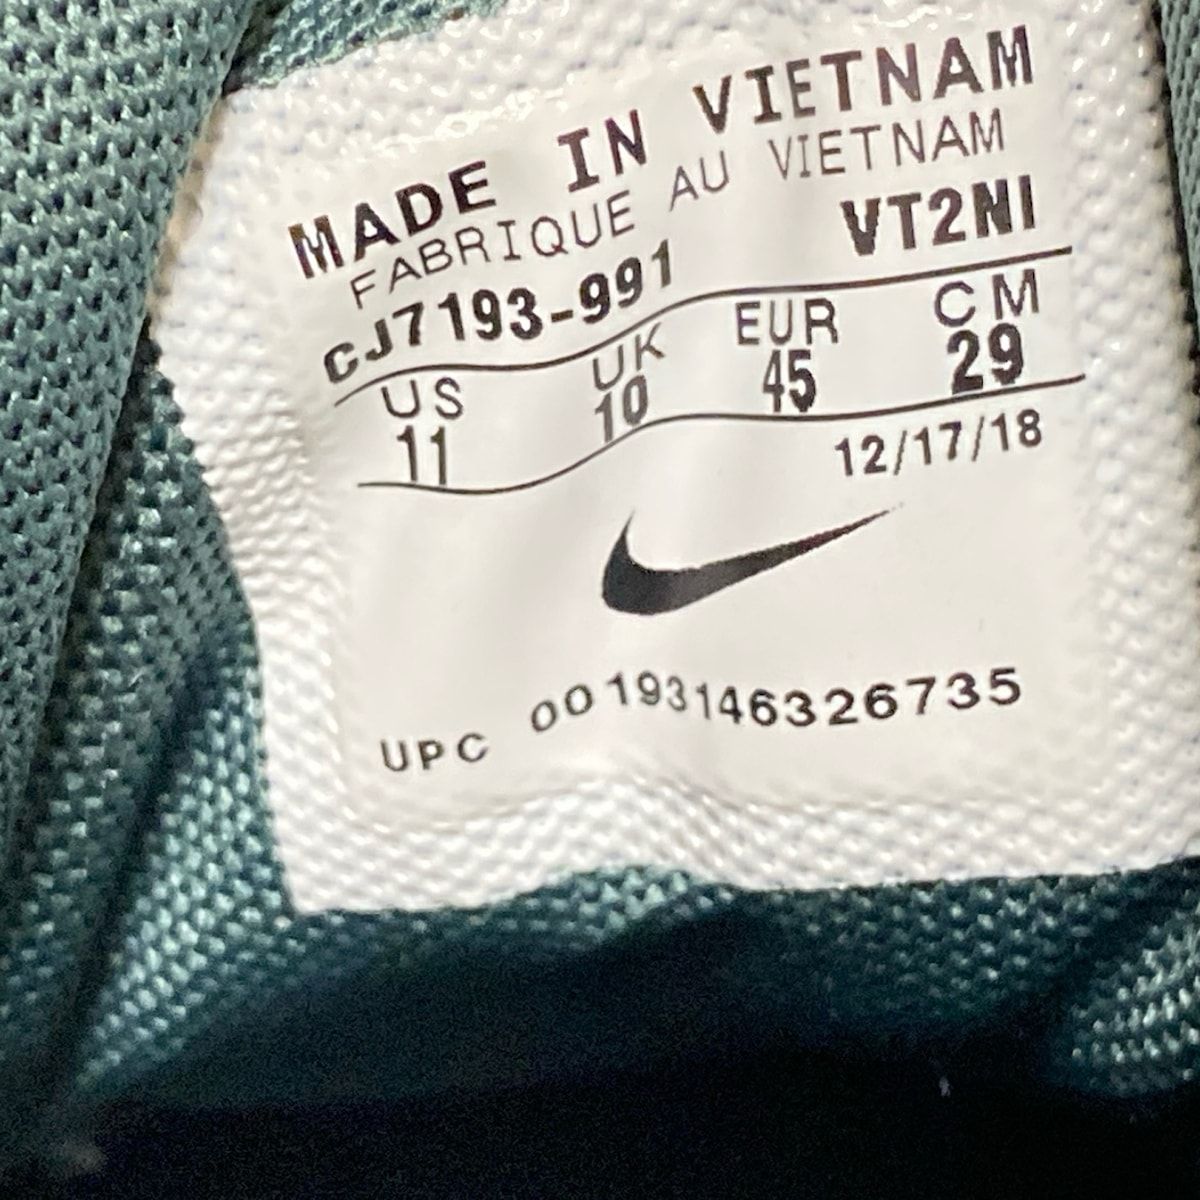 MADE IN VIETNAM
FABRIQUE AU VIETNAM
CJ7193-991 VT2NI
US UK EUR CM
11 10 45 29
12/17/18
UPC 00193146326735